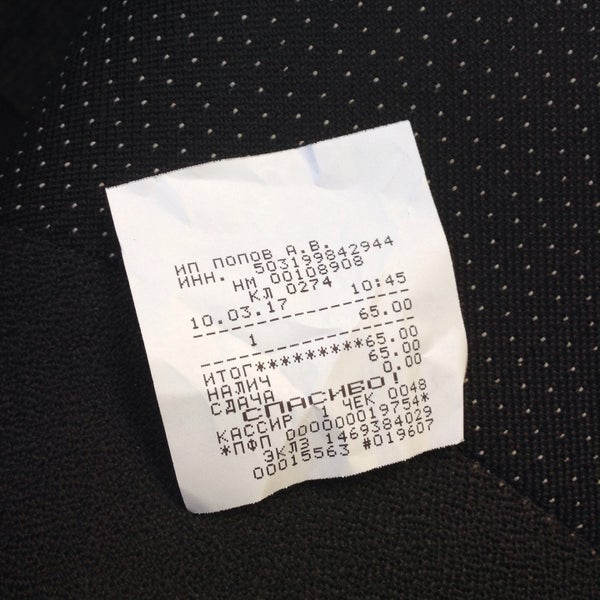 ИП ПОПОВ А.В.
ИНН. 503199842944
НМ 00108908
КЛ 0274
10.03.17 10:45
1 65.00
ИТОГ*********65.00
НАЛИЧ 65.00
СДАЧА 0.00
СПАСИБО!
КАССИР 1 ЧЕК 0048
*ПФП 000000019754*
ЭКЛЗ 1469384029
00015563 #019607